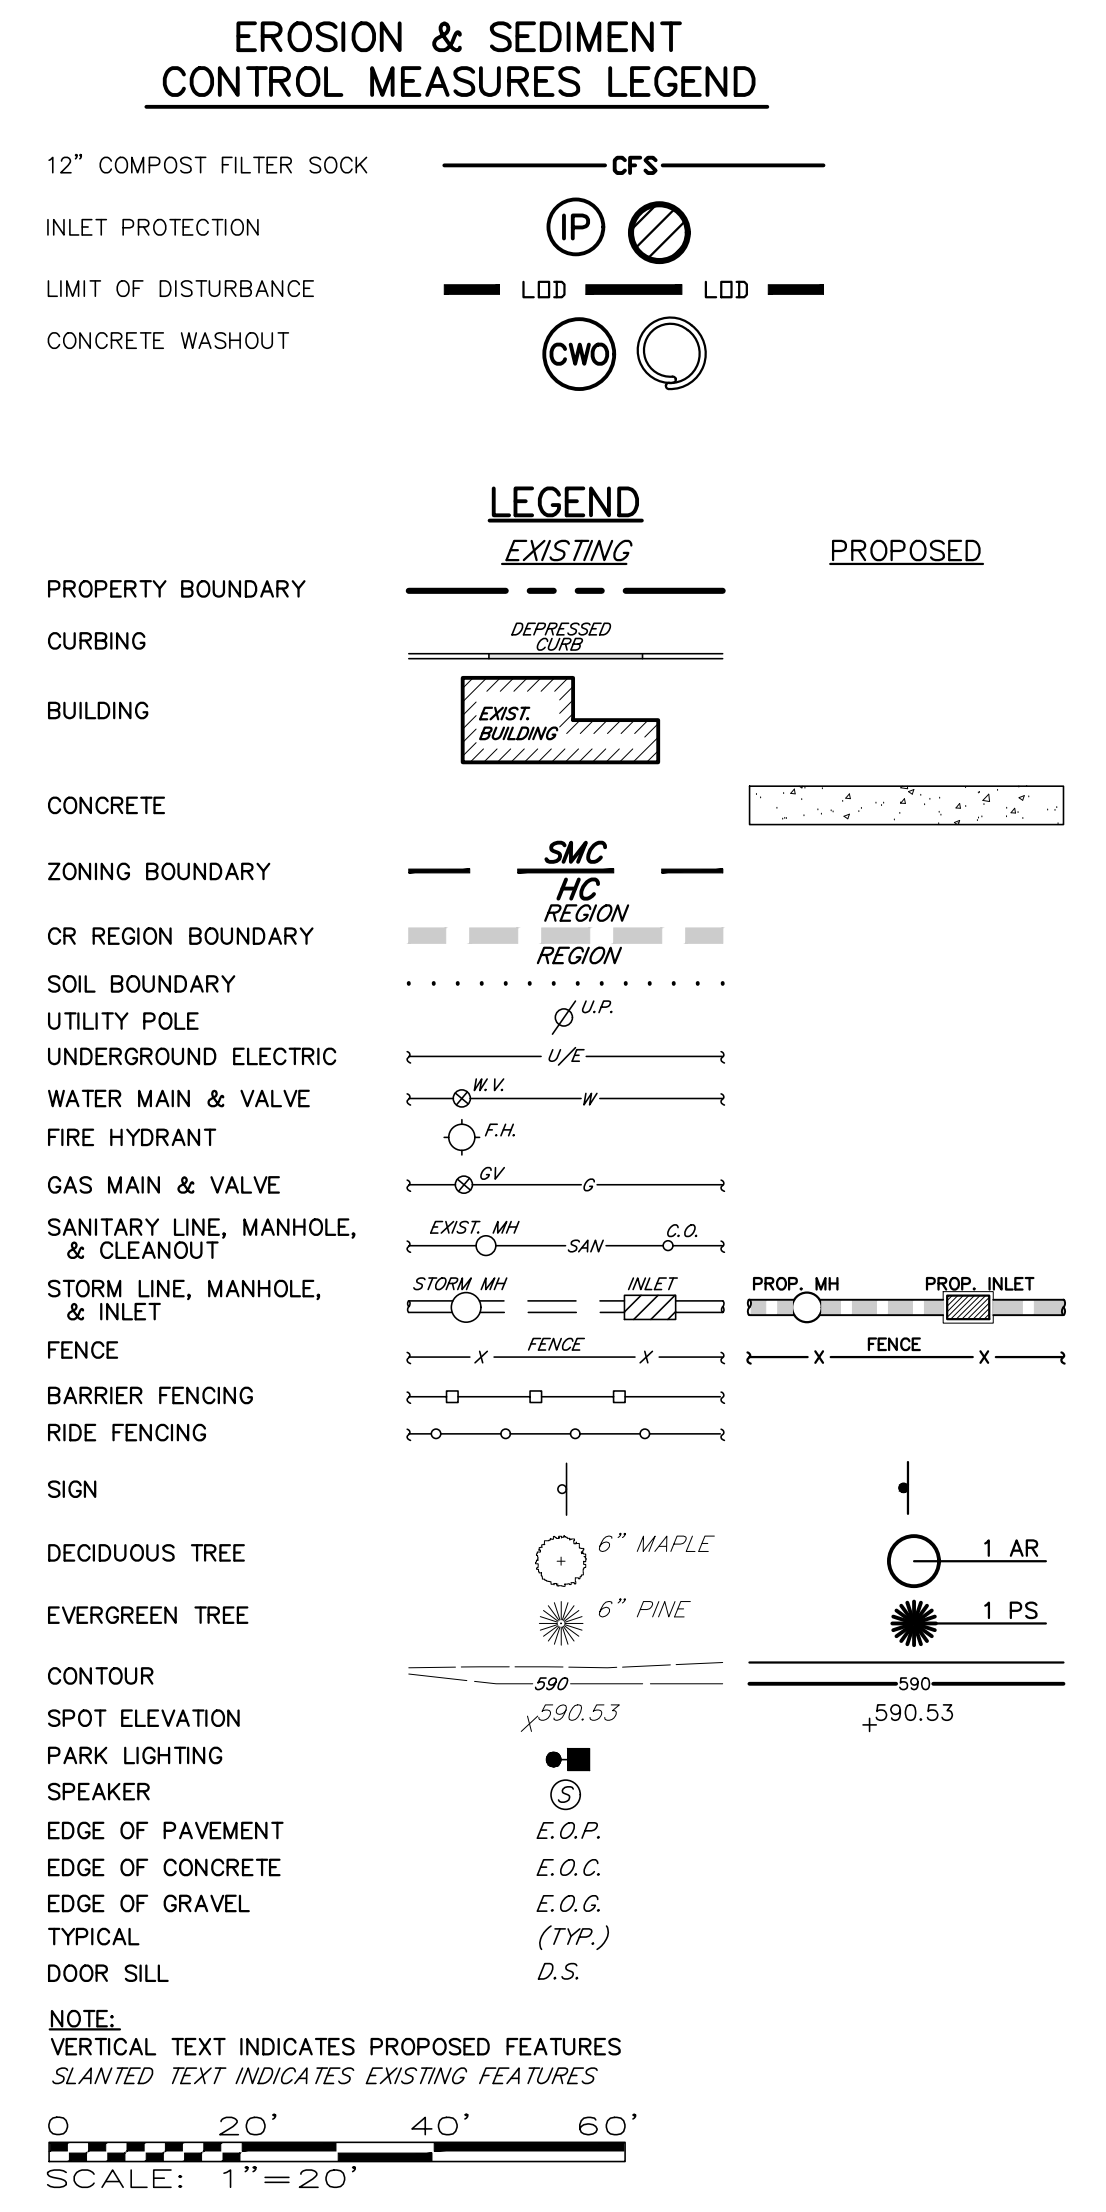 EROSION & SEDIMENT
CONTROL MEASURES LEGEND
12" COMPOST FILTER SOCK CFS
INLET PROTECTION IP
LIMIT OF DISTURBANCE LOD LOD
CONCRETE WASHOUT CWO
LEGEND
EXISTING PROPOSED
PROPERTY BOUNDARY
CURBING DEPRESSED
CURB
BUILDING EXIST.
BUILDING
CONCRETE
SMC
ZONING BOUNDARY
HC
REGION
CR REGION BOUNDARY
REGION
SOIL BOUNDARY
UTILITY POLE U.P.
UNDERGROUND ELECTRIC U/E
WATER MAIN & VALVE W.V. W
FIRE HYDRANT F.H.
GAS MAIN & VALVE GV G
SANITARY LINE, MANHOLE, EXIST. MH C.O.
& CLEANOUT SAN
STORM LINE, MANHOLE, STORM MH INLET PROP. MH PROP. INLET
& INLET
FENCE X FENCE X X FENCE X
BARRIER FENCING
RIDE FENCING
SIGN
DECIDUOUS TREE 6" MAPLE 1 AR
EVERGREEN TREE 6" PINE 1 PS
CONTOUR 590 590
SPOT ELEVATION 590.53 590.53
PARK LIGHTING
SPEAKER S
EDGE OF PAVEMENT E.O.P.
EDGE OF CONCRETE E.O.C.
EDGE OF GRAVEL E.O.G.
TYPICAL (TYP.)
DOOR SILL D.S.
NOTE:
VERTICAL TEXT INDICATES PROPOSED FEATURES
SLANTED TEXT INDICATES EXISTING FEATURES
0 20' 40' 60'
SCALE: 1"=20'